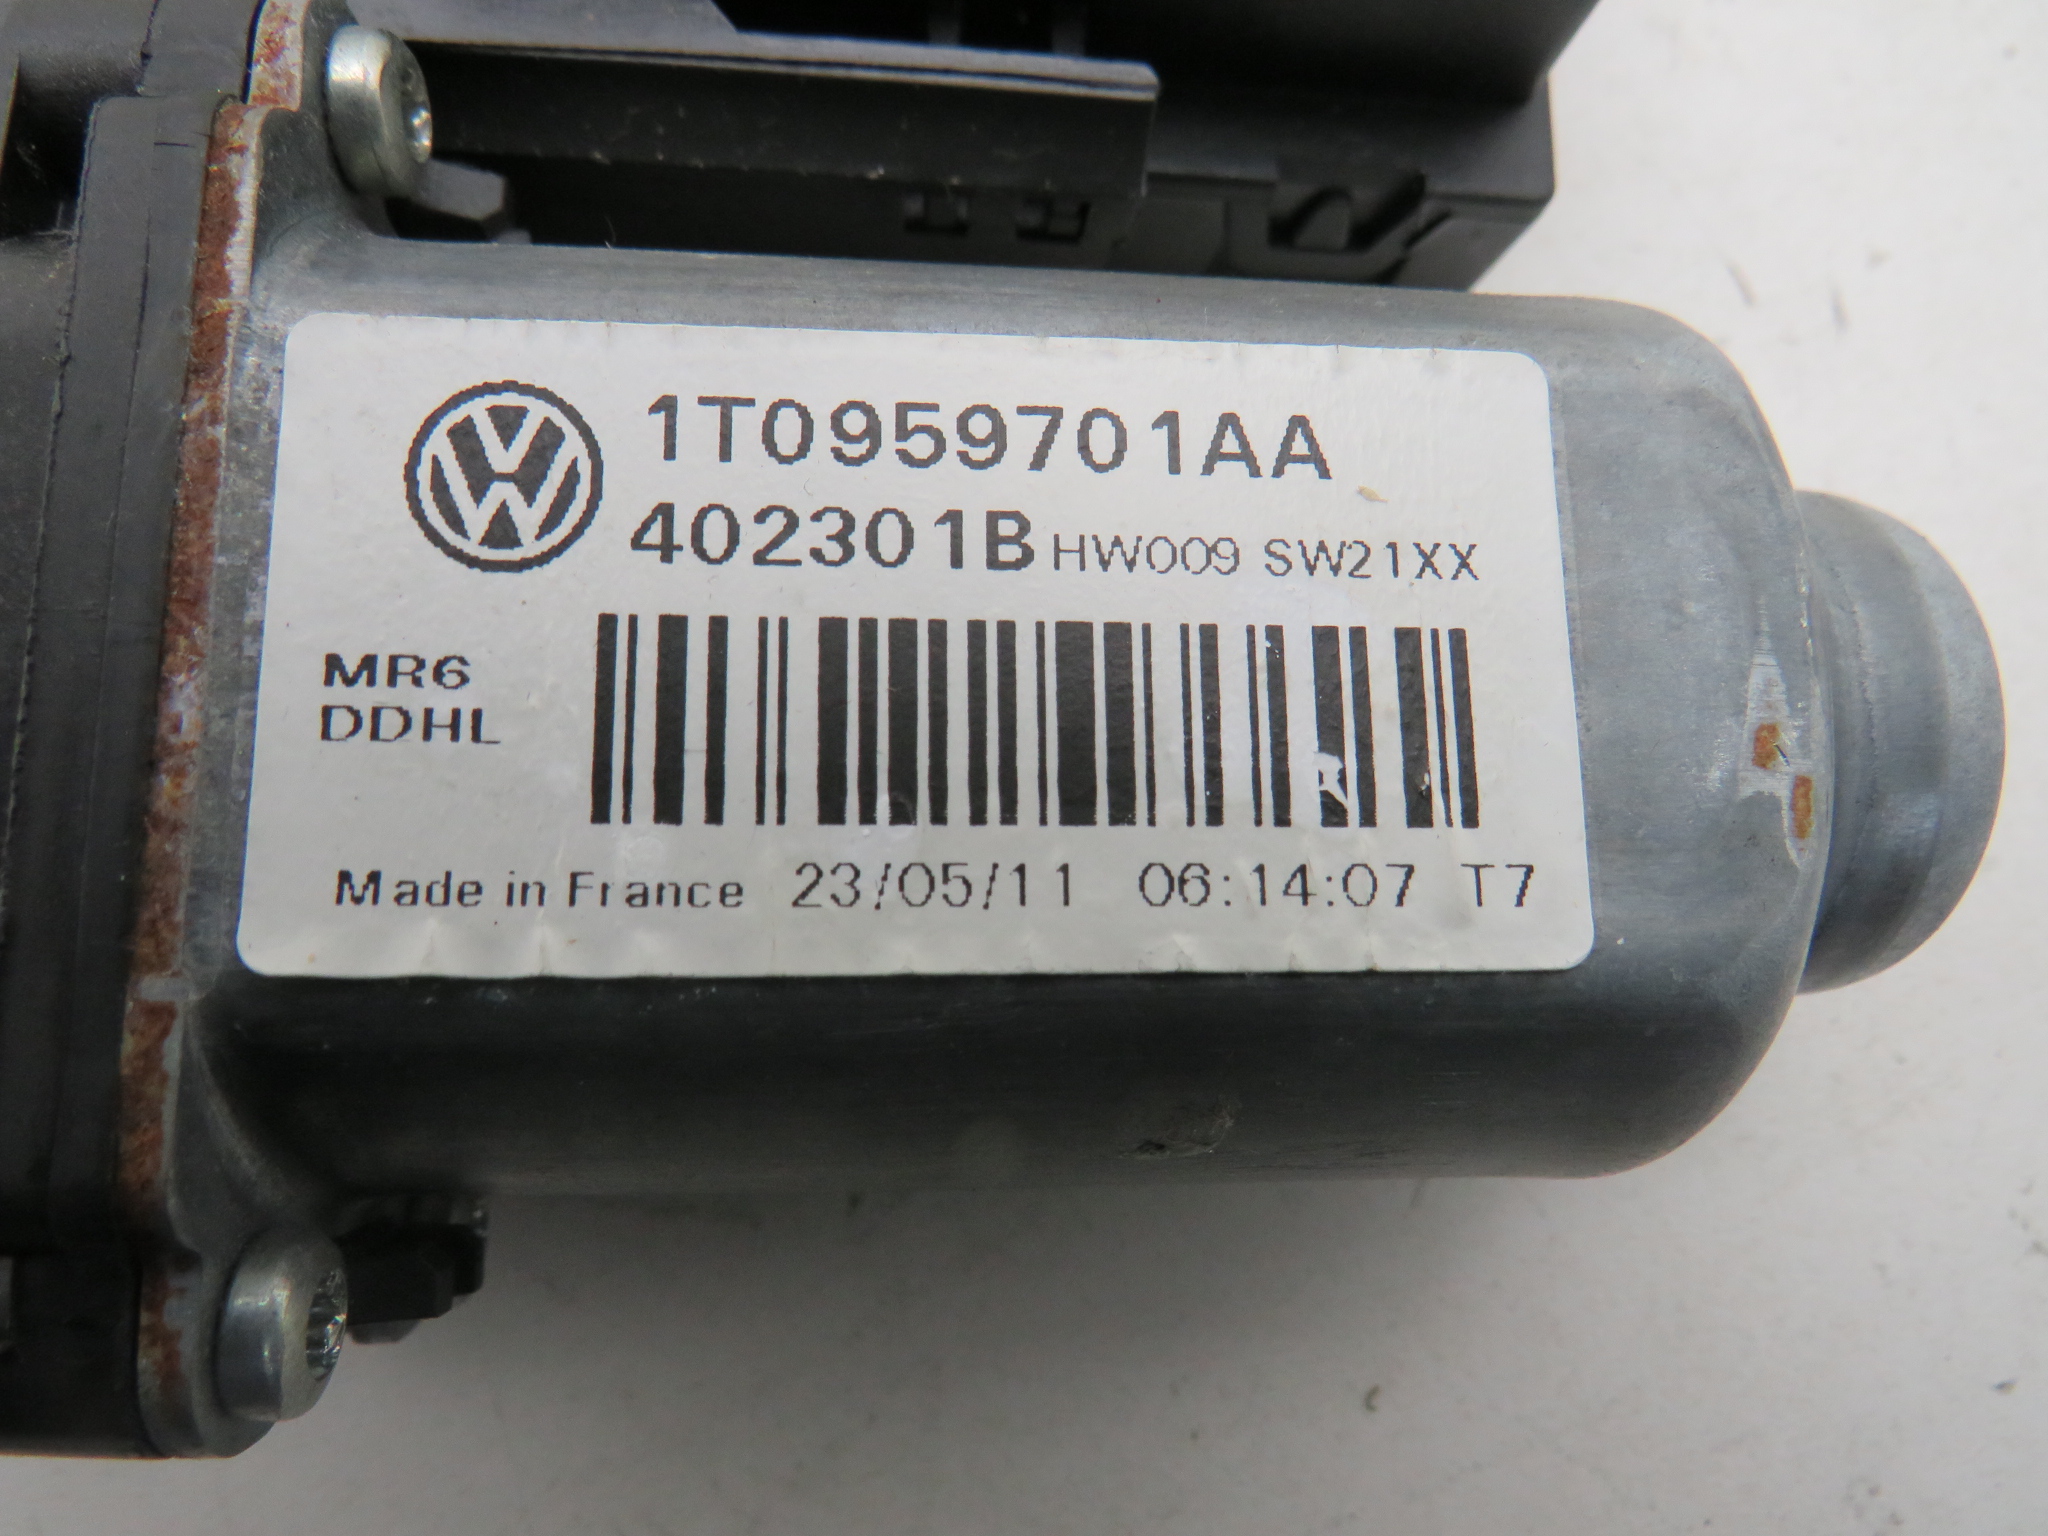 1T0959701AA
402301B HW009 SW21XX
MR6
DDHL
Made in France 23/05/11 06:14:07 T7